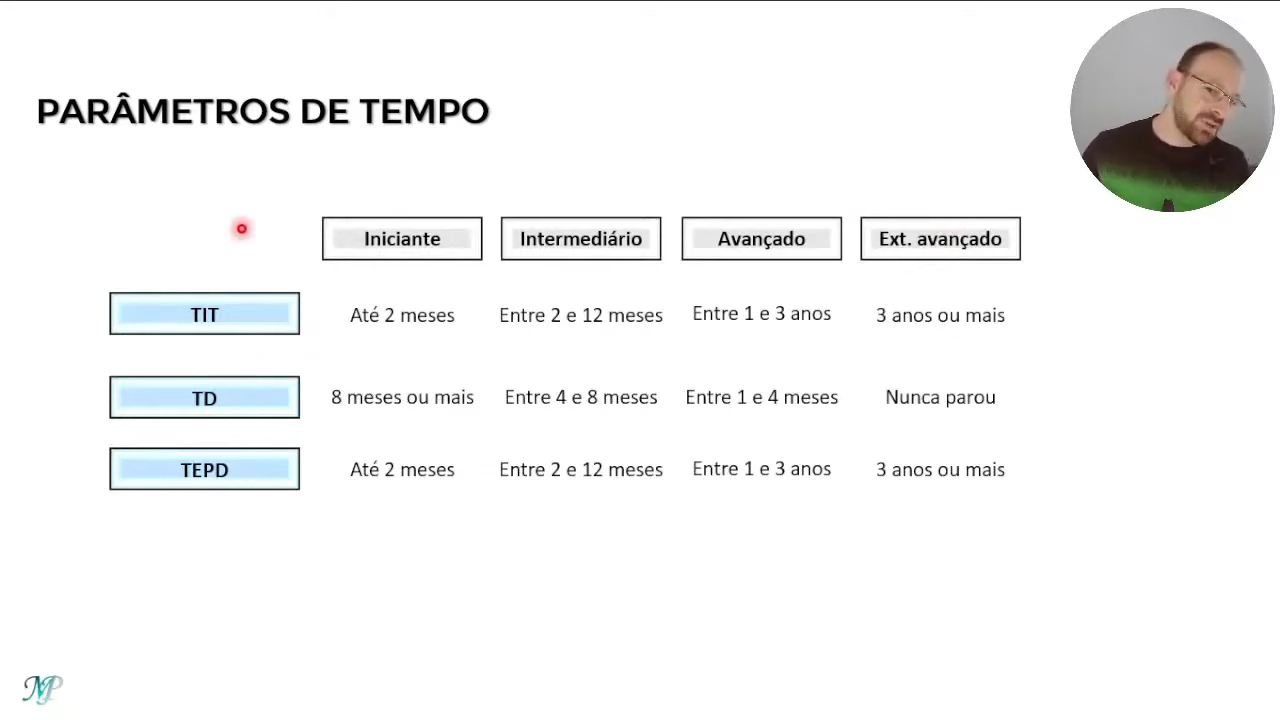 PARÂMETROS DE TEMPO
Iniciante Intermediário Avançado Ext. avançado
TIT Até 2 meses Entre 2 e 12 meses Entre 1 e 3 anos 3 anos ou mais
TD 8 meses ou mais Entre 4 e 8 meses Entre 1 e 4 meses Nunca parou
TEPD Até 2 meses Entre 2 e 12 meses Entre 1 e 3 anos 3 anos ou mais
MP